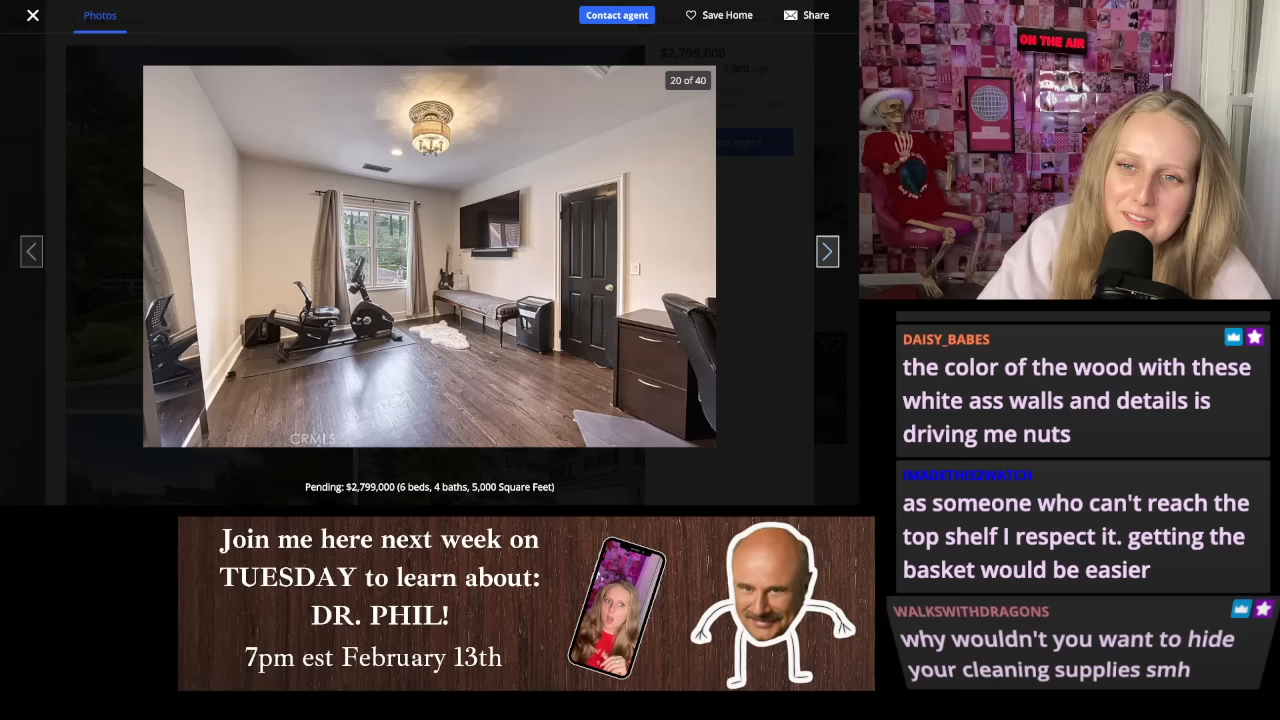 Photos
Contact agent
Save Home
Share
$2,799,000
20 of 40
CRMLS
Pending: $2,799,000 (6 beds, 4 baths, 5,000 Square Feet)
ON THE AIR
DAISY_BABES
the color of the wood with these
white ass walls and details is
driving me nuts
IMADETHIS2WATCH
as someone who can't reach the
top shelf I respect it. getting the
basket would be easier
WALKSWITHDRAGONS
why wouldn't you want to hide
your cleaning supplies smh
Join me here next week on
TUESDAY to learn about:
DR. PHIL!
7pm est February 13th